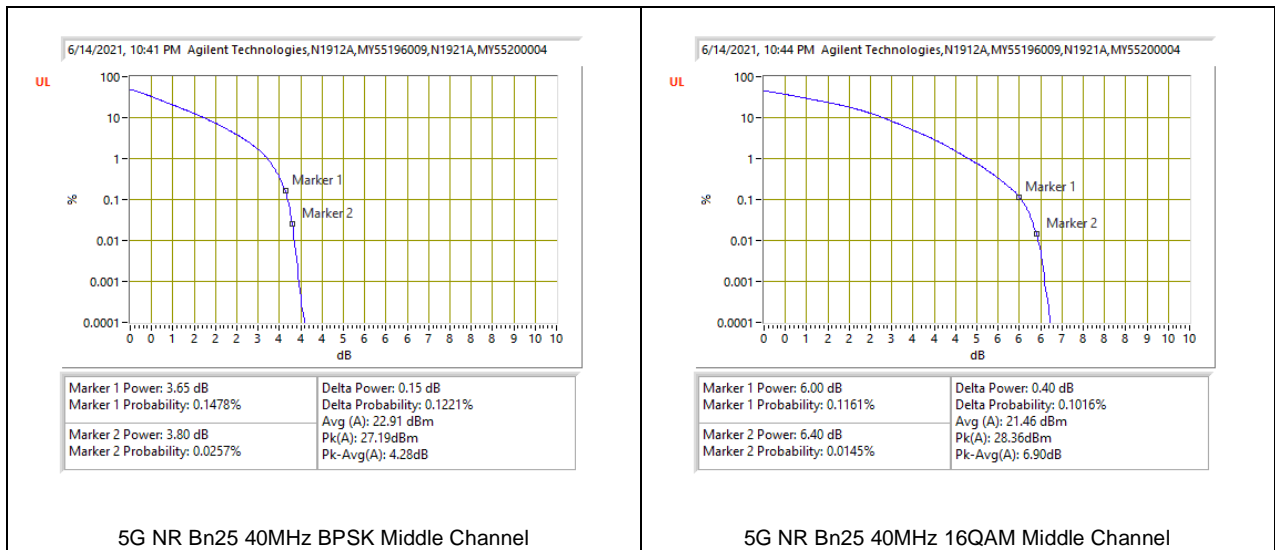 6/14/2021, 10:41 PM Agilent Technologies,N1912A,MY55196009,N1921A,MY55200004
UL
100
10
1
0.1
0.01
0.001
0.0001
%
Marker 1
Marker 2
0 0 1 2 2 2 3 4 4 4 5 6 6 6 7 8 8 8 9 10 10
dB
Marker 1 Power: 3.65 dB
Marker 1 Probability: 0.1478%
Marker 2 Power: 3.80 dB
Marker 2 Probability: 0.0257%
Delta Power: 0.15 dB
Delta Probability: 0.1221%
Avg (A): 22.91 dBm
Pk(A): 27.19dBm
Pk-Avg(A): 4.28dB
5G NR Bn25 40MHz BPSK Middle Channel
6/14/2021, 10:44 PM Agilent Technologies,N1912A,MY55196009,N1921A,MY55200004
UL
100
10
1
0.1
0.01
0.001
0.0001
%
Marker 1
Marker 2
0 0 1 2 2 2 3 4 4 4 5 6 6 6 7 8 8 8 9 10 10
dB
Marker 1 Power: 6.00 dB
Marker 1 Probability: 0.1161%
Marker 2 Power: 6.40 dB
Marker 2 Probability: 0.0145%
Delta Power: 0.40 dB
Delta Probability: 0.1016%
Avg (A): 21.46 dBm
Pk(A): 28.36dBm
Pk-Avg(A): 6.90dB
5G NR Bn25 40MHz 16QAM Middle Channel